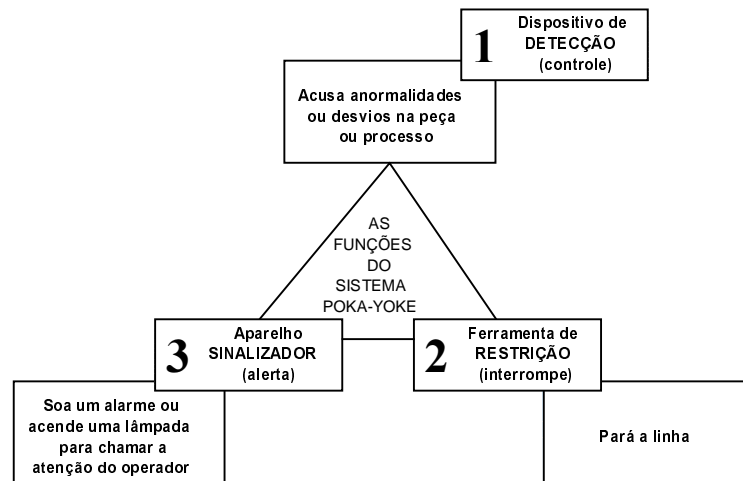 1
Dispositivo de
DETECÇÃO
(controle)
Acusa anormalidades
ou desvios na peça
ou processo
AS
FUNÇÕES
DO
SISTEMA
POKA-YOKE
3
Aparelho
SINALIZADOR
(alerta)
2
Ferramenta de
RESTRIÇÃO
(interrompe)
Soa um alarme ou
acende uma lâmpada
para chamar a
atenção do operador
Pará a linha